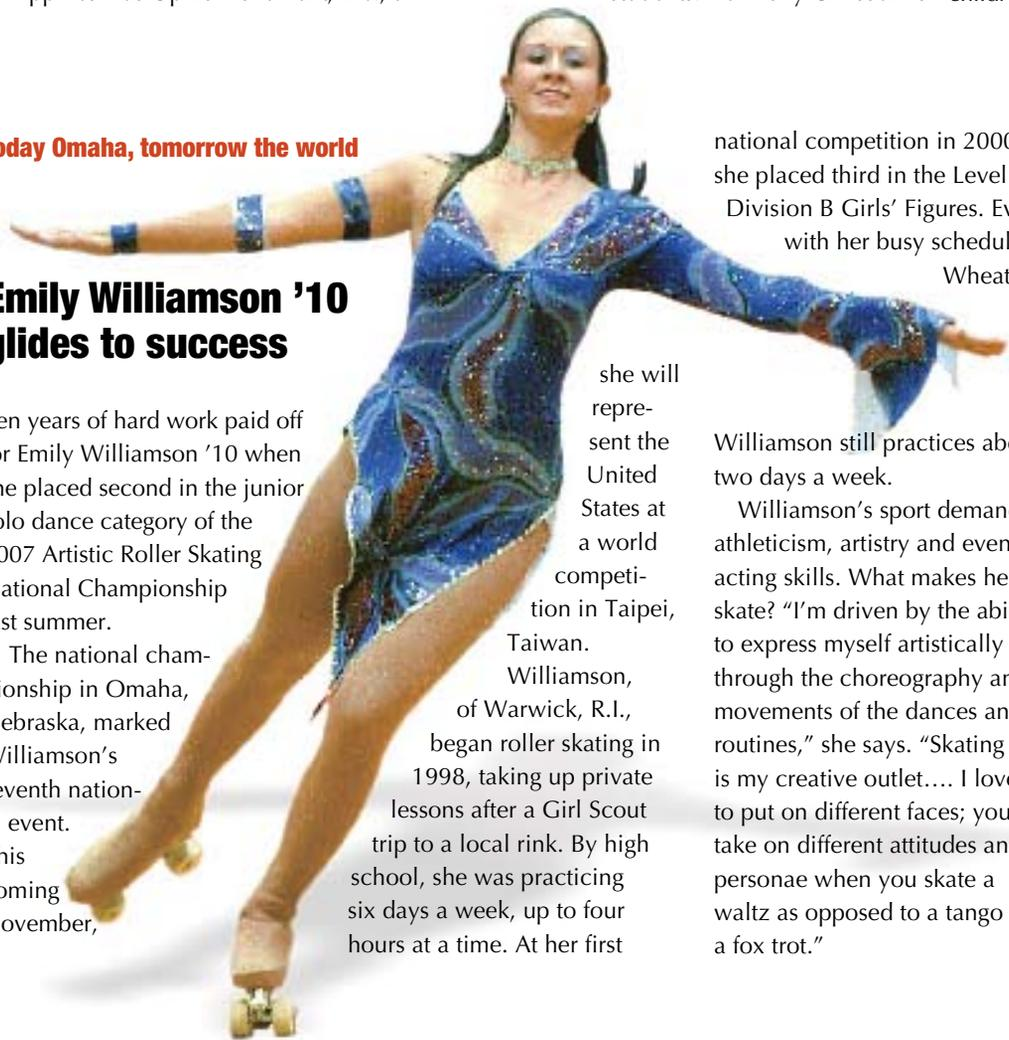 oday Omaha, tomorrow the world
Emily Williamson ’10
glides to success
en years of hard work paid off
or Emily Williamson ’10 when
he placed second in the junior
olo dance category of the
007 Artistic Roller Skating
ational Championship
st summer.
The national cham-
ionship in Omaha,
ebraska, marked
Williamson’s
eventh nation-
event.
his
oming
ovember,
she will
repre-
sent the
United
States at
a world
competi-
tion in Taipei,
Taiwan.
Williamson,
of Warwick, R.I.,
began roller skating in
1998, taking up private
lessons after a Girl Scout
trip to a local rink. By high
school, she was practicing
six days a week, up to four
hours at a time. At her first
national competition in 2000
she placed third in the Level
Division B Girls’ Figures. Ev
with her busy schedul
Wheat
Williamson still practices abo
two days a week.
Williamson’s sport deman
athleticism, artistry and even
acting skills. What makes he
skate? “I’m driven by the abi
to express myself artistically
through the choreography an
movements of the dances an
routines,” she says. “Skating
is my creative outlet…. I love
to put on different faces; you
take on different attitudes an
personae when you skate a
waltz as opposed to a tango
a fox trot.”